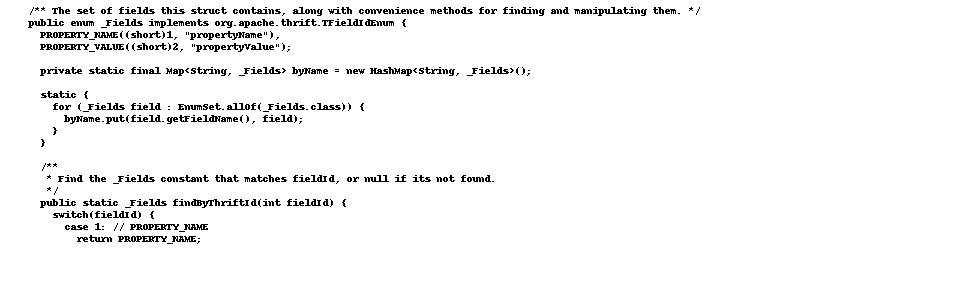 /** The set of fields this struct contains, along with convenience methods for finding and manipulating them. */
public enum _Fields implements org.apache.thrift.TFieldIdEnum {
  PROPERTY_NAME((short)1, "propertyName"),
  PROPERTY_VALUE((short)2, "propertyValue");

  private static final Map<String, _Fields> byName = new HashMap<String, _Fields>();

  static {
    for (_Fields field : EnumSet.allOf(_Fields.class)) {
      byName.put(field.getFieldName(), field);
    }
  }

  /**
   * Find the _Fields constant that matches fieldId, or null if its not found.
   */
  public static _Fields findByThriftId(int fieldId) {
    switch(fieldId) {
      case 1: // PROPERTY_NAME
        return PROPERTY_NAME;